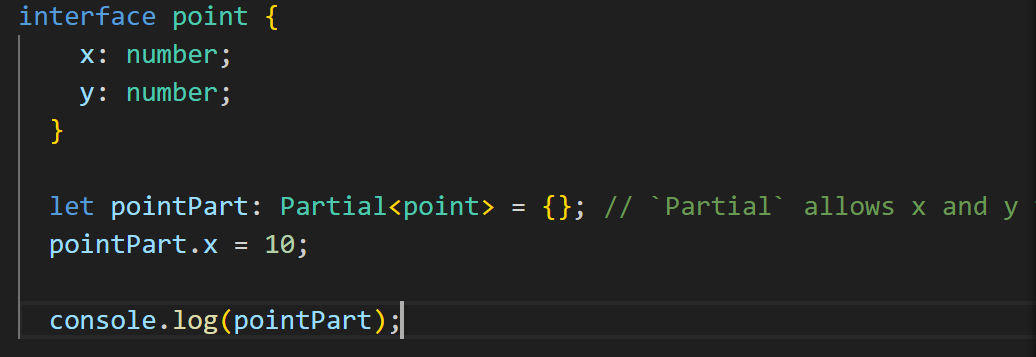 interface point {
x: number;
y: number;
}
let pointPart: Partial<point> = {}; // `Partial` allows x and y
pointPart.x = 10;
console.log(pointPart);